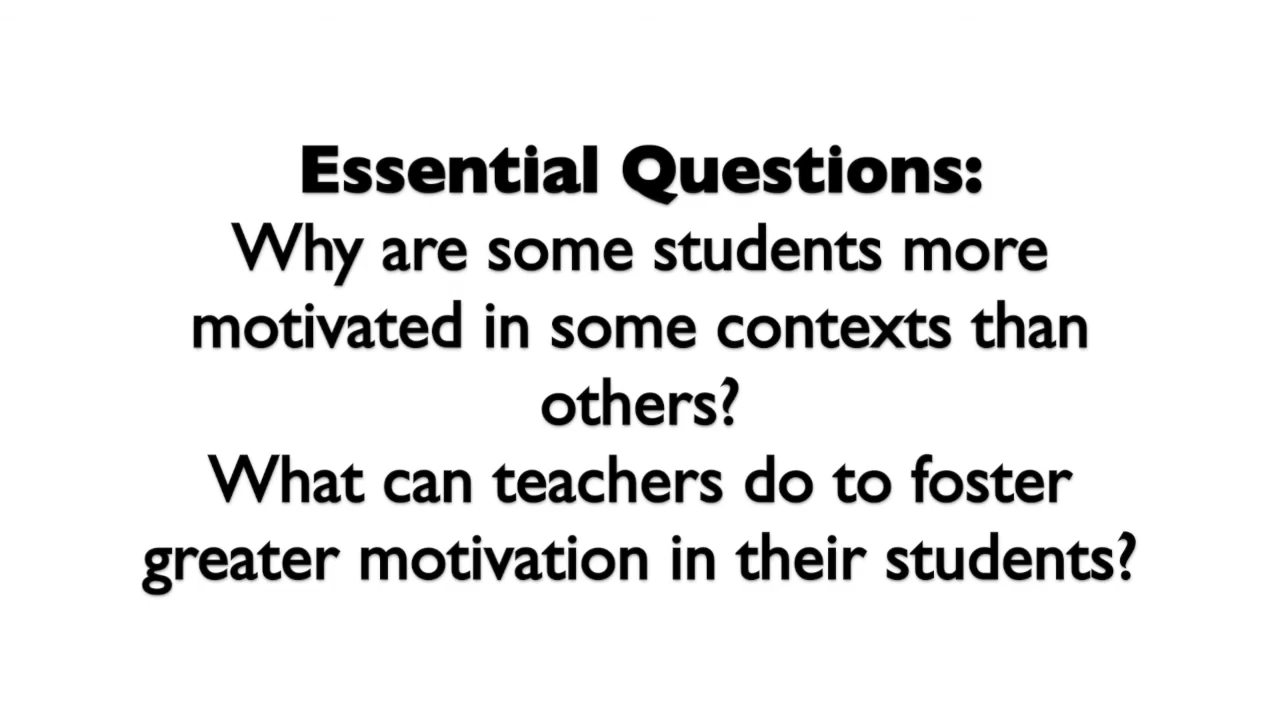 Essential Questions:
Why are some students more
motivated in some contexts than
others?
What can teachers do to foster
greater motivation in their students?